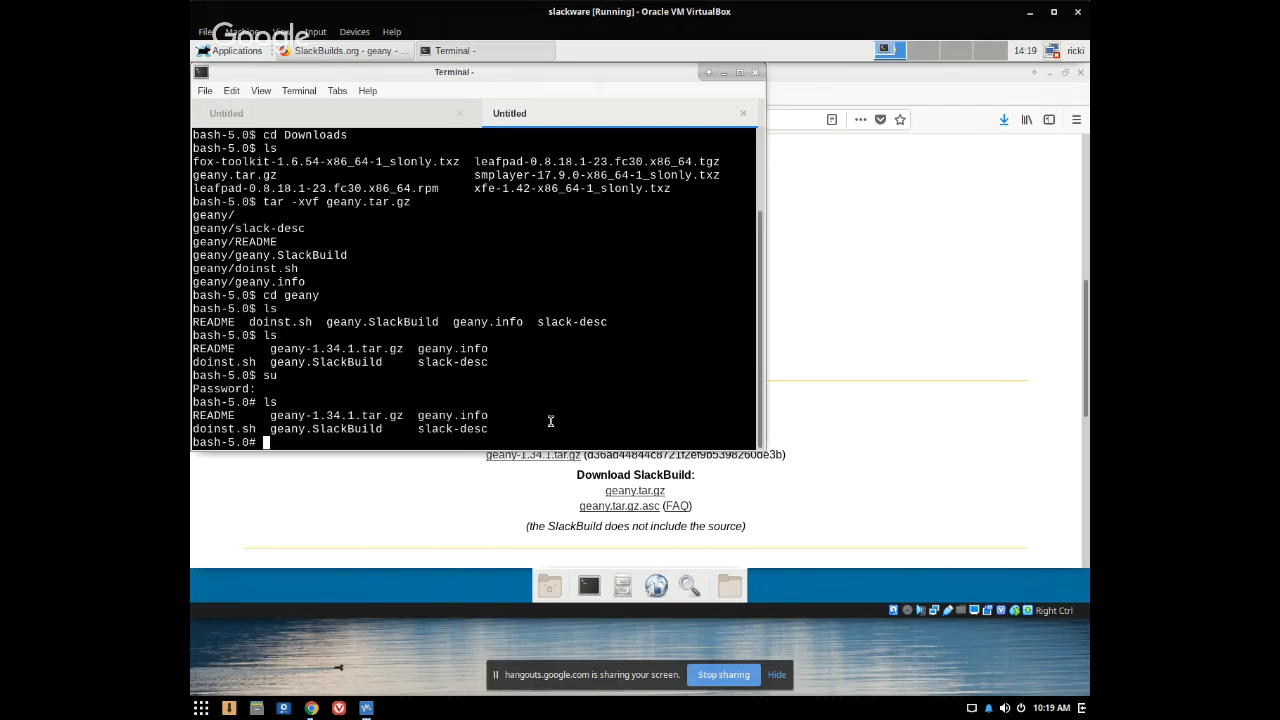 slackware [Running] - Oracle VM VirtualBox
File Machine View Input Devices Help
Google
Applications SlackBuilds.org - geany - ... Terminal - 14:19 ricki
Terminal -
File Edit View Terminal Tabs Help
Untitled Untitled
bash-5.0$ cd Downloads
bash-5.0$ ls
fox-toolkit-1.6.54-x86_64-1_slonly.txz leafpad-0.8.18.1-23.fc30.x86_64.tgz
geany.tar.gz smplayer-17.9.0-x86_64-1_slonly.txz
leafpad-0.8.18.1-23.fc30.x86_64.rpm xfe-1.42-x86_64-1_slonly.txz
bash-5.0$ tar -xvf geany.tar.gz
geany/
geany/slack-desc
geany/README
geany/geany.SlackBuild
geany/doinst.sh
geany/geany.info
bash-5.0$ cd geany
bash-5.0$ ls
README doinst.sh geany.SlackBuild geany.info slack-desc
bash-5.0$ ls
README geany-1.34.1.tar.gz geany.info
doinst.sh geany.SlackBuild slack-desc
bash-5.0$ su
Password:
bash-5.0# ls
README geany-1.34.1.tar.gz geany.info
doinst.sh geany.SlackBuild slack-desc
bash-5.0#
geany-1.34.1.tar.gz (d36ad44844c8721f2ef9b5398260de3b)
Download SlackBuild:
geany.tar.gz
geany.tar.gz.asc (FAQ)
(the SlackBuild does not include the source)
Right Ctrl
hangouts.google.com is sharing your screen. Stop sharing Hide
10:19 AM